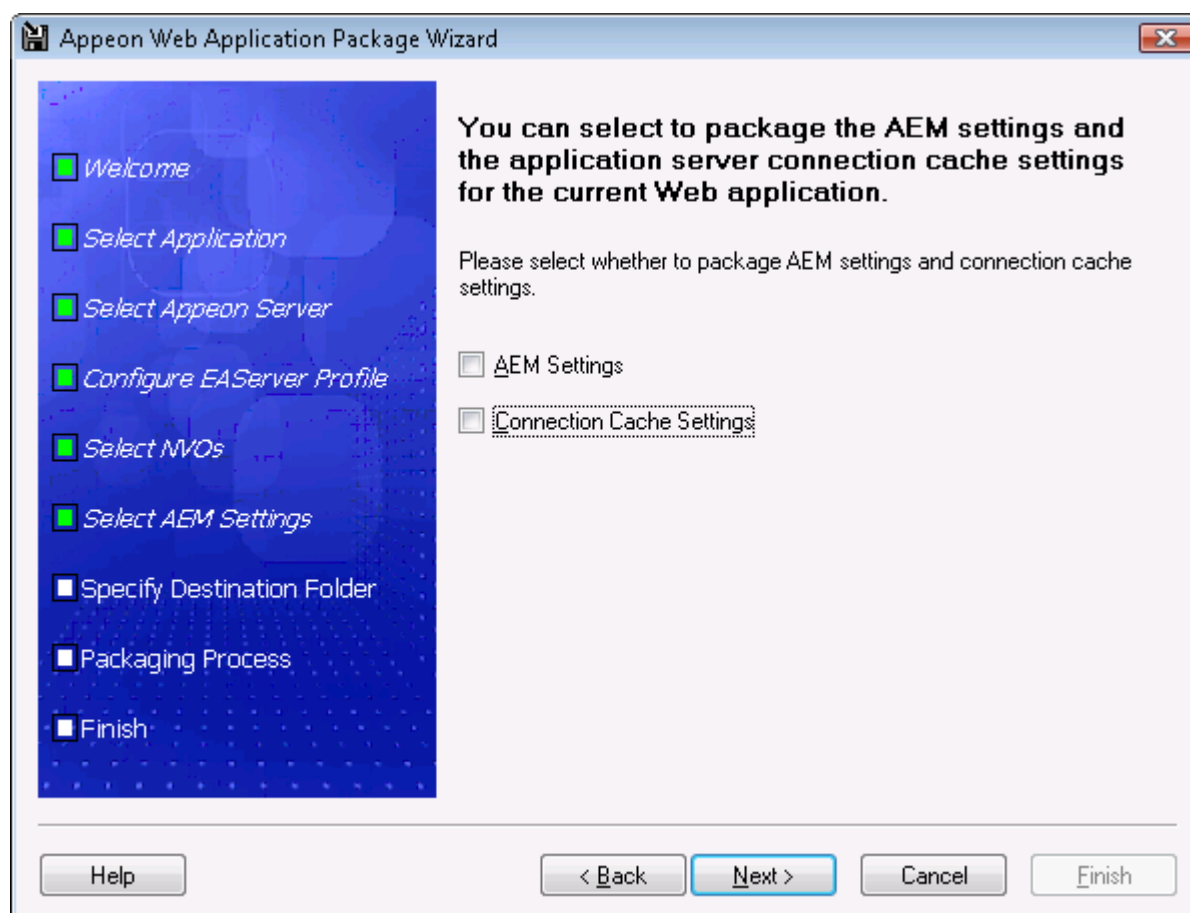 Appeon Web Application Package Wizard
Welcome
Select Application
Select Appeon Server
Configure EAServer Profile
Select NVOs
Select AEM Settings
Specify Destination Folder
Packaging Process
Finish
You can select to package the AEM settings and
the application server connection cache settings
for the current Web application.
Please select whether to package AEM settings and connection cache
settings.
AEM Settings
Connection Cache Settings
Help
< Back
Next >
Cancel
Finish